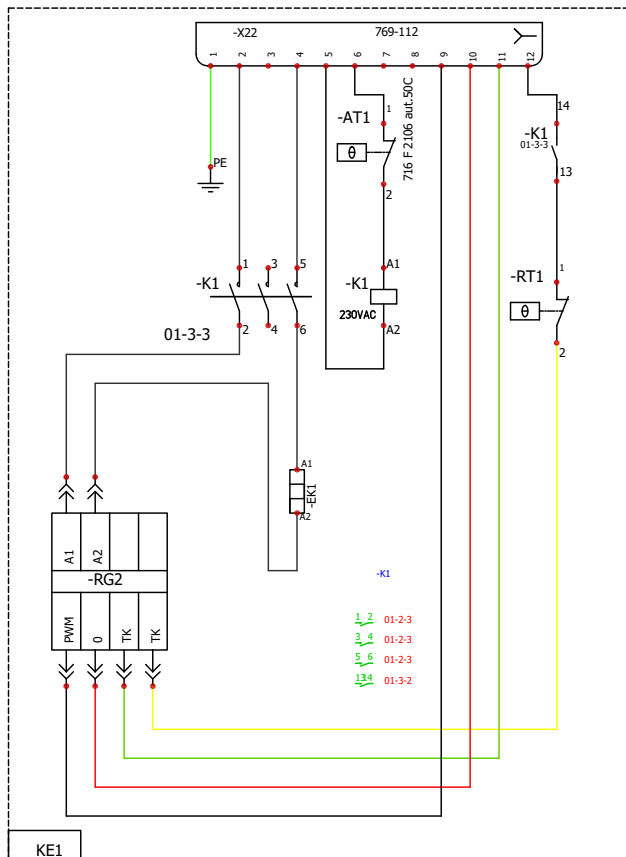 -X22 769-112
1 2 3 4 5 6 7 8 9 10 11 12
PE
-AT1
1
2
716 F 2106 aut.50C
θ
14
-K1
01-3-3
13
-RT1
1
θ
2
-K1
1 3 5
2 4 6
01-3-3
A1
-K1
230VAC
A2
A1
-EK1
A2
A1 A2
-RG2
PWM 0 TK TK
-K1
1 2 01-2-3
3 4 01-2-3
5 6 01-2-3
1314 01-3-2
KE1